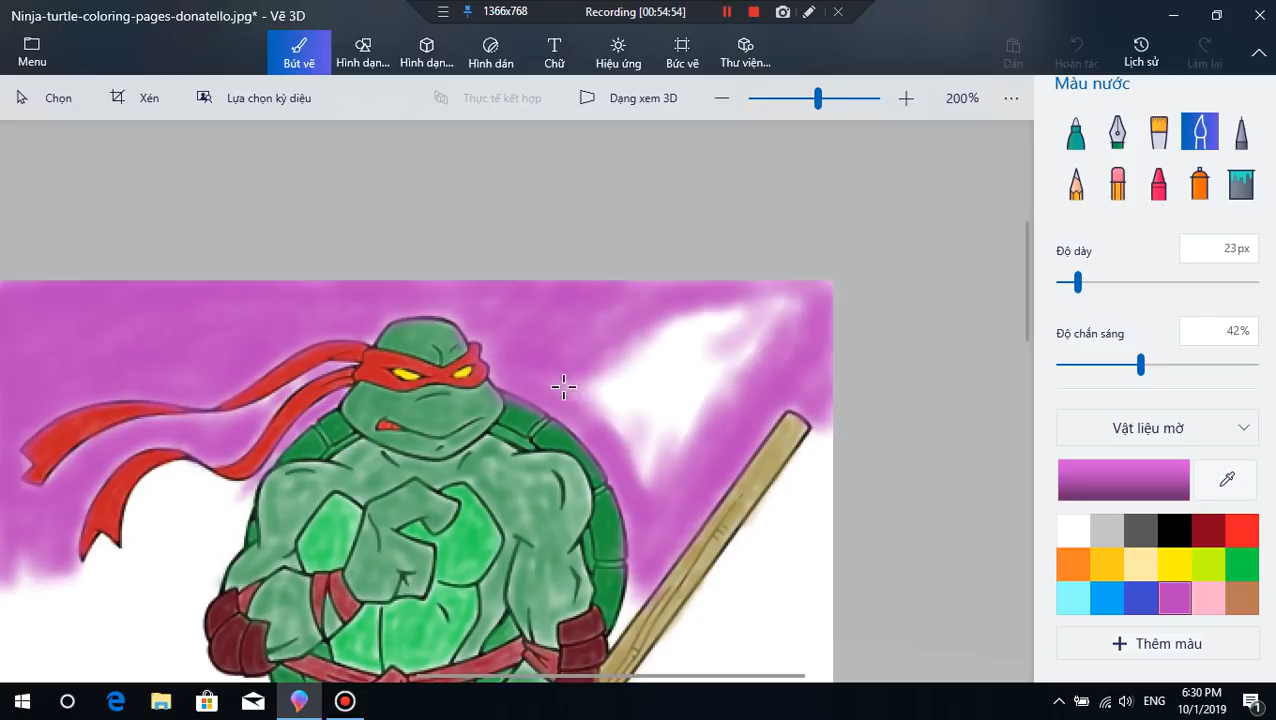 Ninja-turtle-coloring-pages-donatello.jpg* - Vẽ 3D
1366x768
Recording [00:54:54]
Menu
Bút vẽ
Hình dạn...
Hình dạn...
Hình dán
Chữ
Hiệu ứng
Bức vẽ
Thư viện...
Dán
Hoàn tác
Lịch sử
Làm lại
Chọn
Xén
Lựa chọn kỳ diệu
Thực tế kết hợp
Dạng xem 3D
200%
Màu nước
Độ dày
23px
Độ chắn sáng
42%
Vật liệu mờ
Thêm màu
ENG
6:30 PM
10/1/2019
1